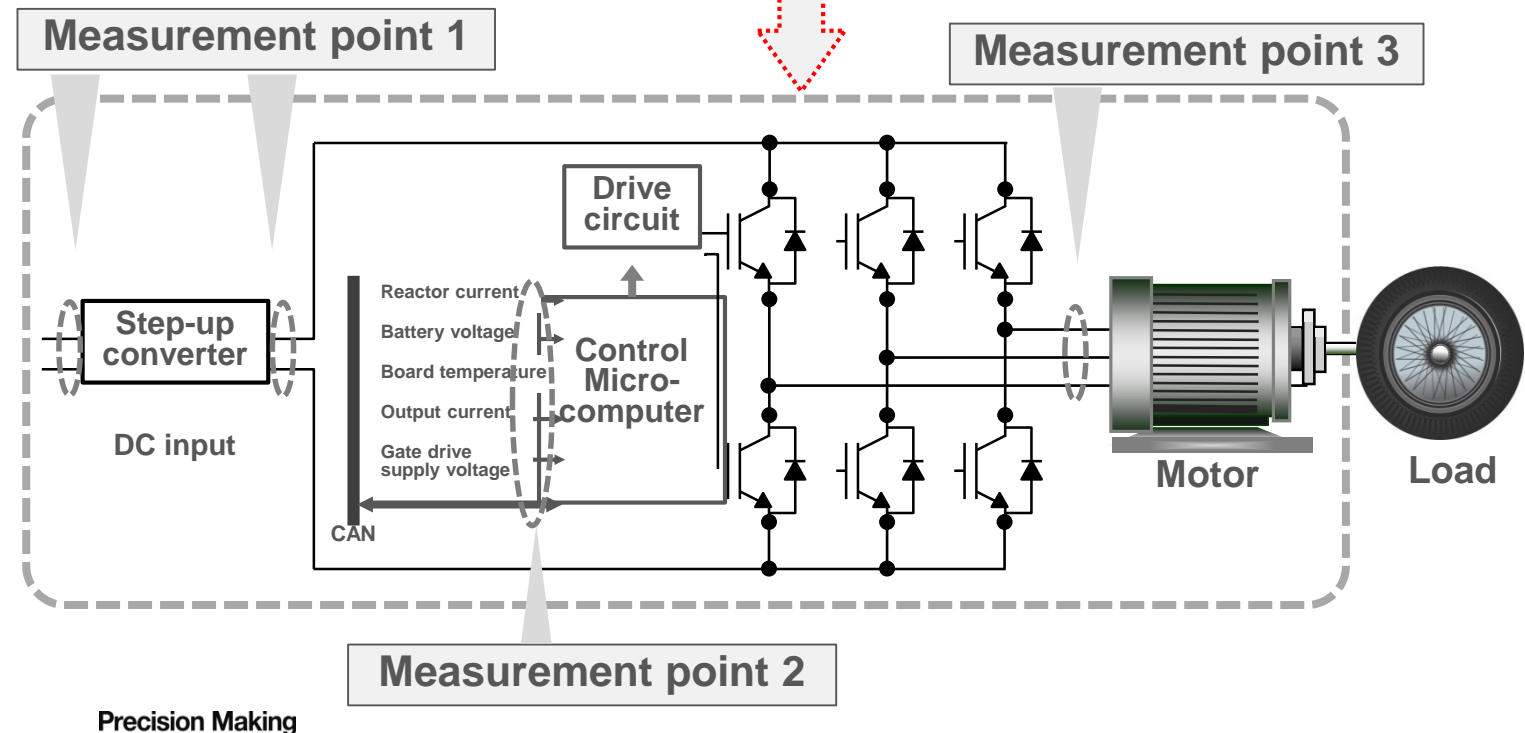 Measurement point 1
Measurement point 3
Drive
circuit
Step-up
converter
DC input
Reactor current
Battery voltage
Board temperature
Output current
Gate drive
supply voltage
CAN
Control
Micro-
computer
Motor
Load
Measurement point 2
Precision Making